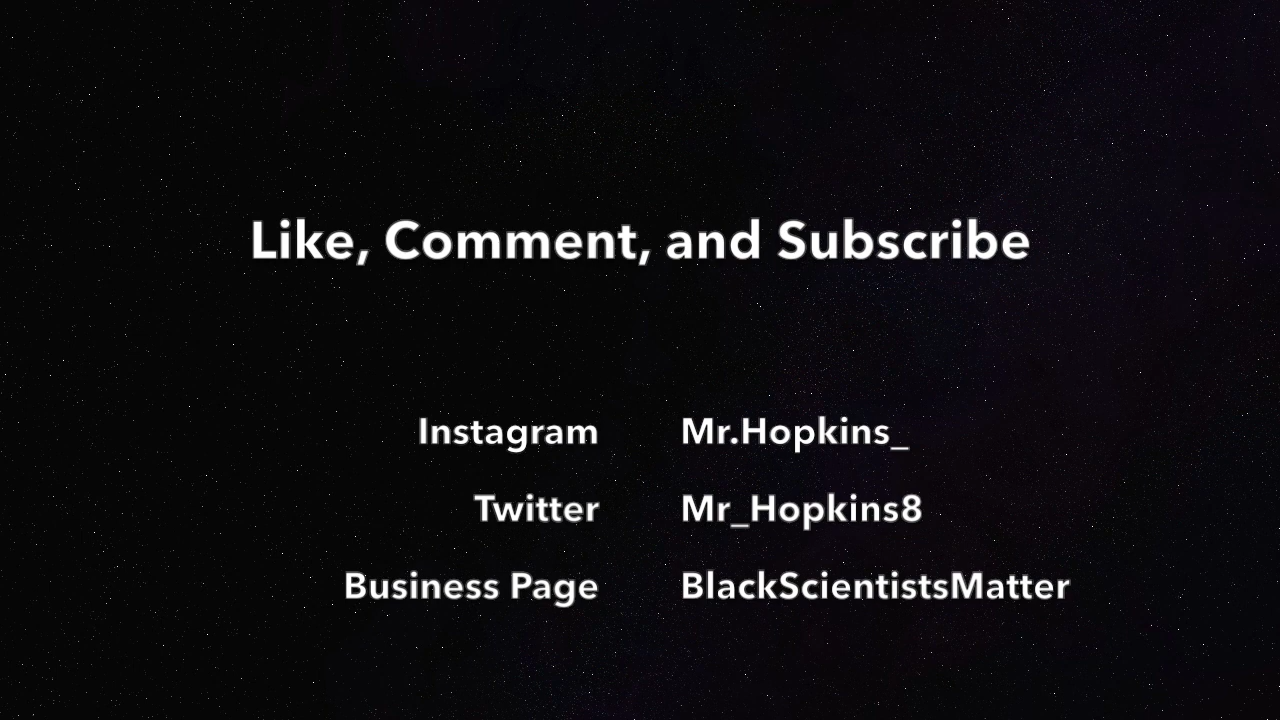 Like, Comment, and Subscribe
Instagram Mr.Hopkins_
Twitter Mr_Hopkins8
Business Page BlackScientistsMatter